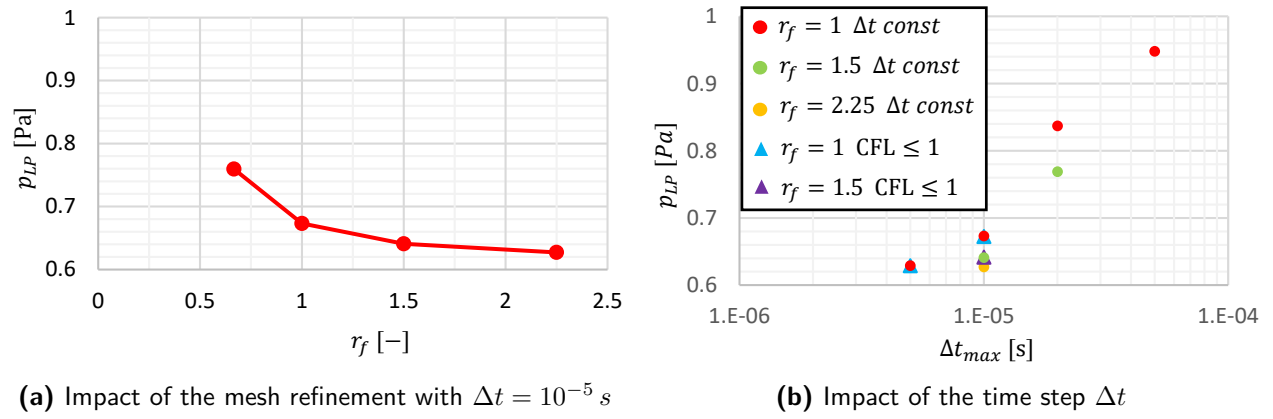 1
0.9
0.8
0.7
0.6
p_LP [Pa]
0 0.5 1 1.5 2 2.5
r_f [−]
(a) Impact of the mesh refinement with Δt = 10⁻⁵ s
1
0.9
0.8
0.7
0.6
p_LP [Pa]
r_f = 1 Δt const
r_f = 1.5 Δt const
r_f = 2.25 Δt const
r_f = 1 CFL ≤ 1
r_f = 1.5 CFL ≤ 1
1.E-06 1.E-05 1.E-04
Δt_max [s]
(b) Impact of the time step Δt